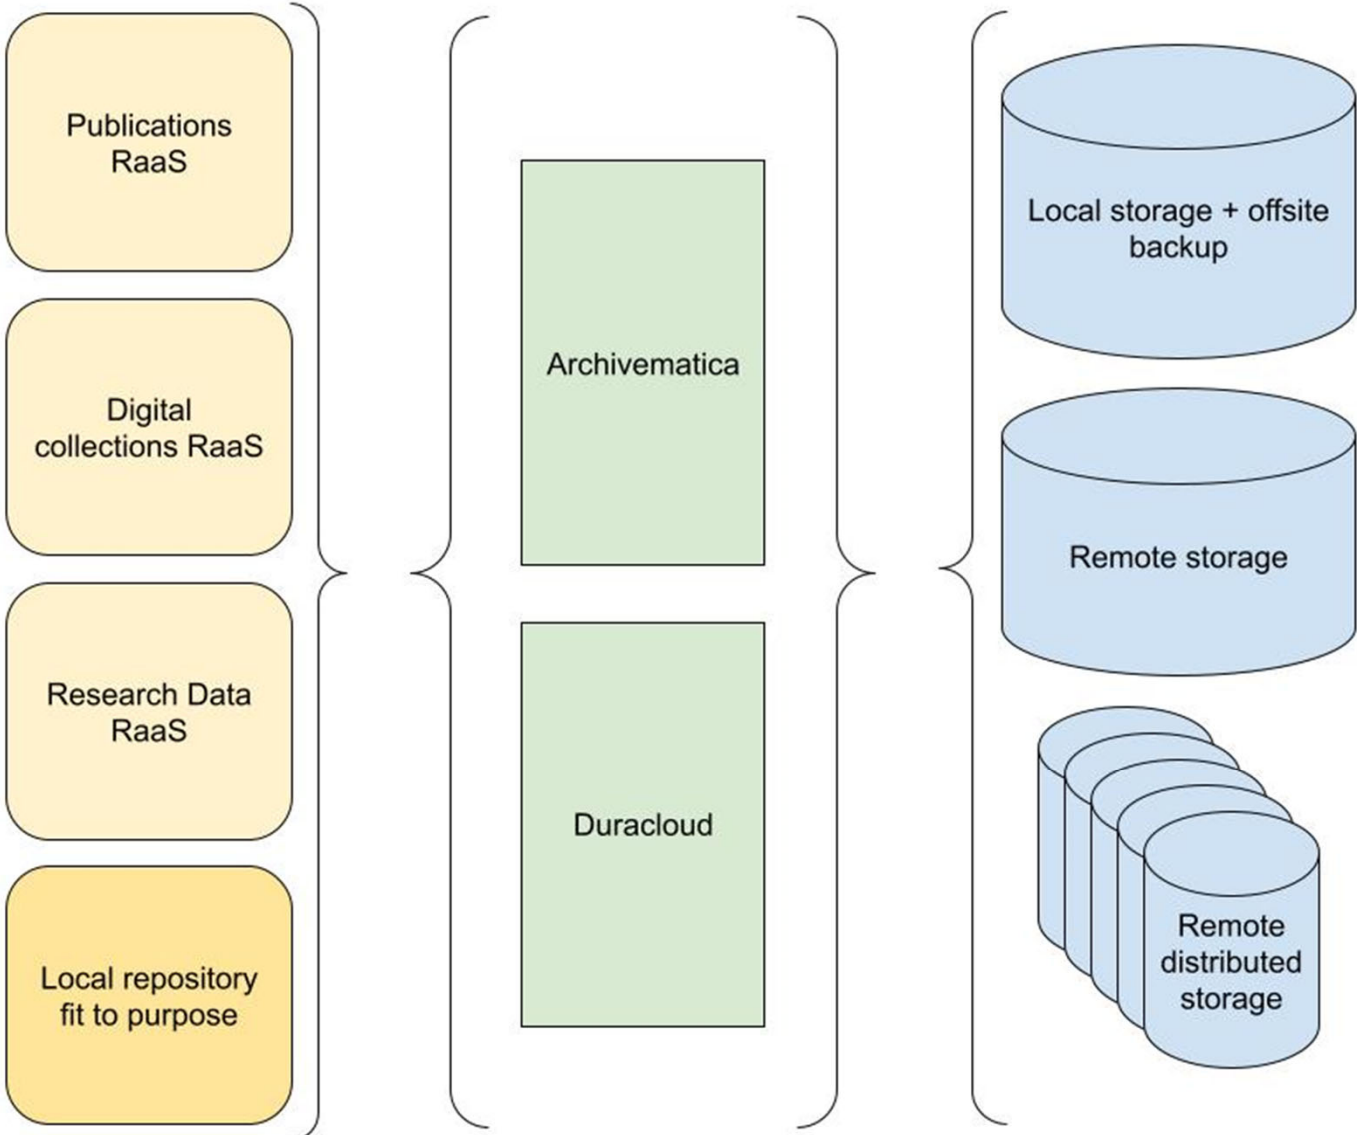 Publications
RaaS
Digital
collections RaaS
Research Data
RaaS
Local repository
fit to purpose
Archivematica
Duracloud
Local storage + offsite
backup
Remote storage
Remote
distributed
storage